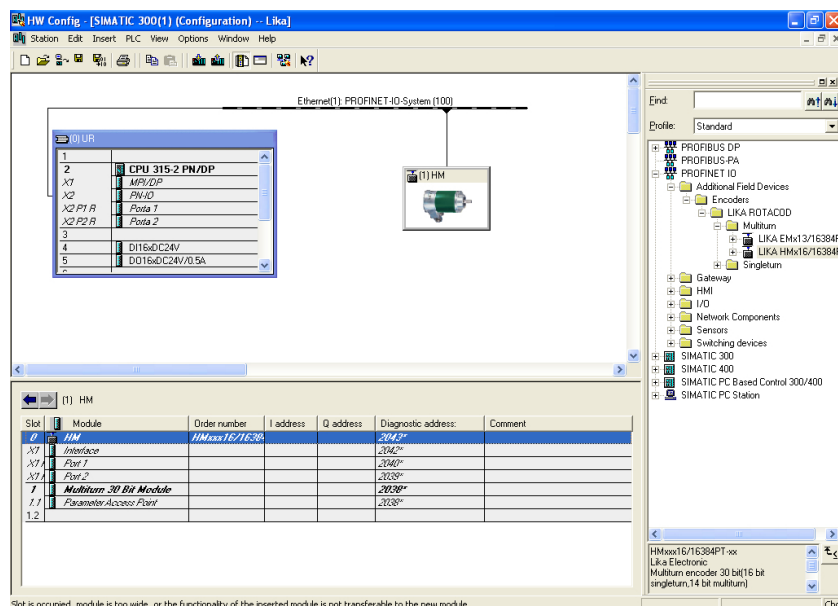 HW Config - [SIMATIC 300(1) (Configuration) -- Lika]
Station Edit Insert PLC View Options Window Help
Ethernet(1): PROFINET-IO-System (100)
(0) UR
1
2 CPU 315-2 PN/DP
X1 MPI/DP
X2 PN-IO
X2 P1 R Porta 1
X2 P2 R Porta 2
3
4 DI16xDC24V
5 DO16xDC24V/0.5A
(1) HM
Find:
Profile: Standard
PROFIBUS DP
PROFIBUS-PA
PROFINET IO
Additional Field Devices
Encoders
LIKA ROTACOD
Multiturn
LIKA EMx13/16384P
LIKA HMx16/16384P
Singleturn
Gateway
HMI
I/O
Network Components
Sensors
Switching devices
SIMATIC 300
SIMATIC 400
SIMATIC PC Based Control 300/400
SIMATIC PC Station
(1) HM
Slot Module Order number I address Q address Diagnostic address: Comment
0 HM HMxxx16/16384 2043*
X1 Interface 2042*
X1 Port 1 2040*
X1 Port 2 2039*
1 Multiturn 30 Bit Module 2038*
1.1 Parameter Access Point 2038*
1.2
HMxxx16/16384PT-xx
Lika Electronic
Multiturn encoder 30 bit(16 bit
singleturn,14 bit multiturn)
Slot is occupied, module is too wide, or the functionality of the inserted module is not transferable to the new module. Chg